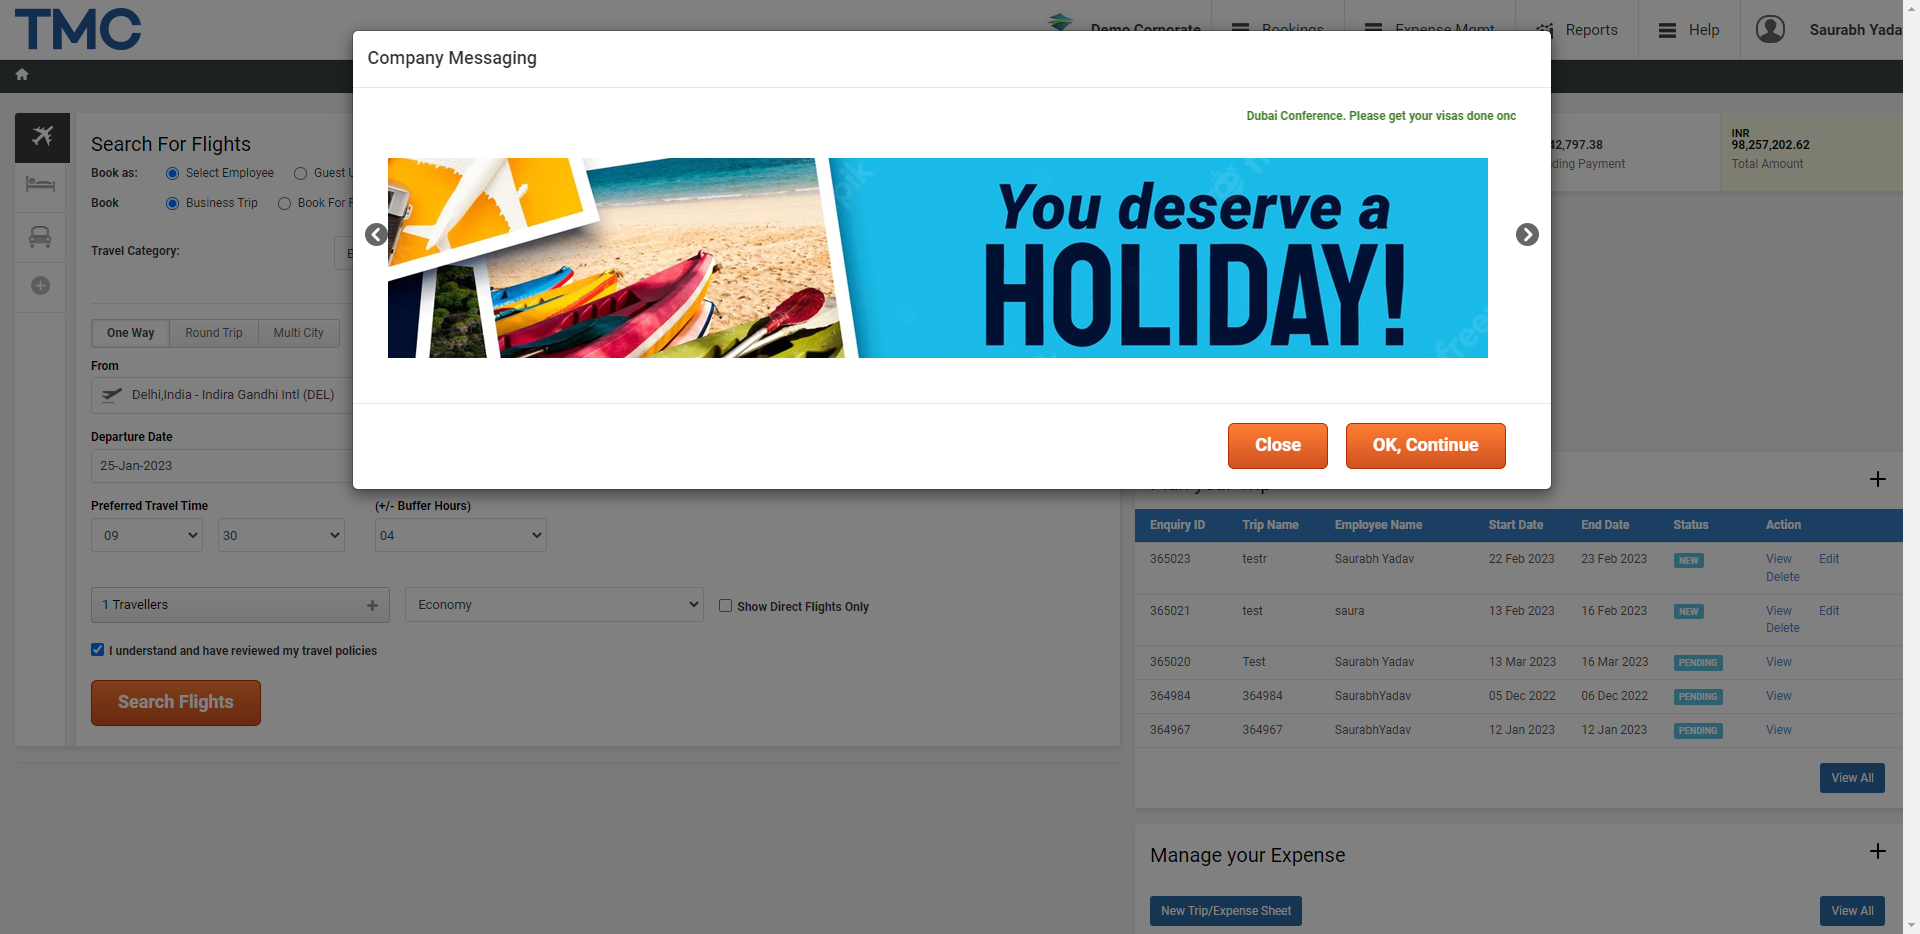 TMC
Demo Corporate
Bookings
Expense Mgmt
Reports
Help
Saurabh Yada
Company Messaging
Dubai Conference. Please get your visas done onc
You deserve a
HOLIDAY!
Close
OK, Continue
Search For Flights
Book as:
Select Employee
Guest
Book
Business Trip
Book For
Travel Category:
One Way
Round Trip
Multi City
From
Delhi,India - Indira Gandhi Intl (DEL)
Departure Date
25-Jan-2023
Preferred Travel Time
(+/- Buffer Hours)
09
30
04
1 Travellers
Economy
Show Direct Flights Only
I understand and have reviewed my travel policies
Search Flights
2,797.38
ding Payment
INR
98,257,202.62
Total Amount
Enquiry ID Trip Name Employee Name Start Date End Date Status Action
365023 testr Saurabh Yadav 22 Feb 2023 23 Feb 2023 NEW View Edit
Delete
365021 test saura 13 Feb 2023 16 Feb 2023 NEW View Edit
Delete
365020 Test Saurabh Yadav 13 Mar 2023 16 Mar 2023 PENDING View
364984 364984 SaurabhYadav 05 Dec 2022 06 Dec 2022 PENDING View
364967 364967 SaurabhYadav 12 Jan 2023 12 Jan 2023 PENDING View
View All
Manage your Expense
New Trip/Expense Sheet
View All